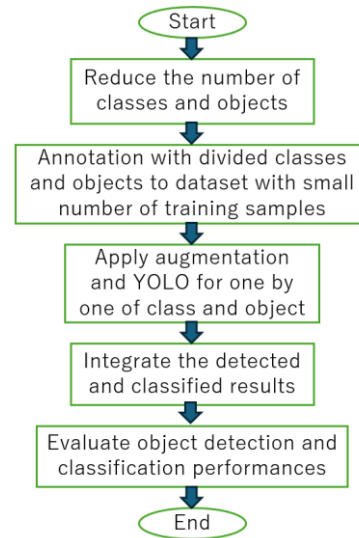 Start
Reduce the number of
classes and objects
Annotation with divided classes
and objects to dataset with small
number of training samples
Apply augmentation
and YOLO for one by
one of class and object
Integrate the detected
and classified results
Evaluate object detection and
classification performances
End